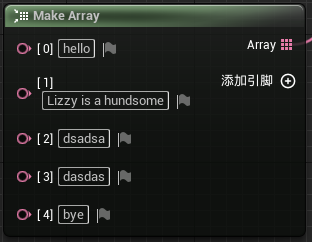 Make Array
[0] hello
Array
[1]
添加引脚
Lizzy is a hundsome
[2] dsadsa
[3] dasdas
[4] bye